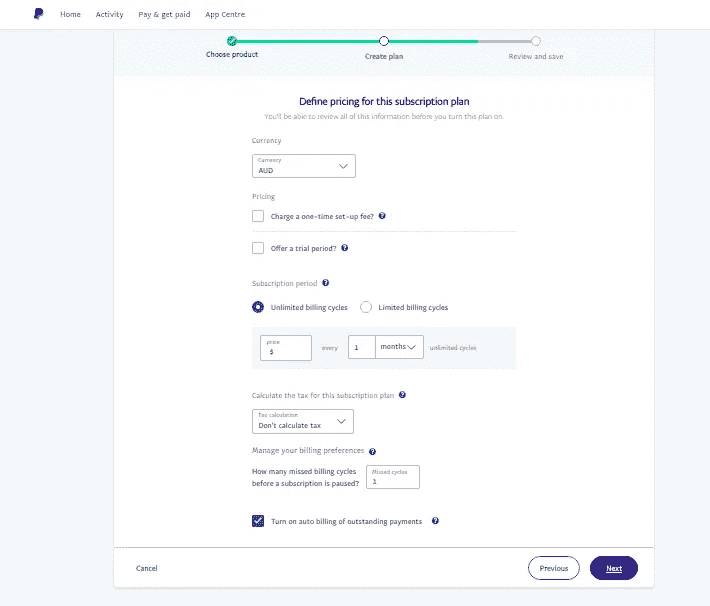 Home Activity Pay & get paid App Centre
Choose product Create plan Review and save
Define pricing for this subscription plan
You'll be able to review all of this information before you turn this plan on.
Currency
Currency
AUD
Pricing
Charge a one-time set-up fee? ?
Offer a trial period? ?
Subscription period ?
Unlimited billing cycles Limited billing cycles
price
$ every 1 months unlimited cycles
Calculate the tax for this subscription plan ?
Tax calculation
Don't calculate tax
Manage your billing preferences ?
How many missed billing cycles
before a subscription is paused?
Missed cycles
1
Turn on auto billing of outstanding payments ?
Cancel Previous Next